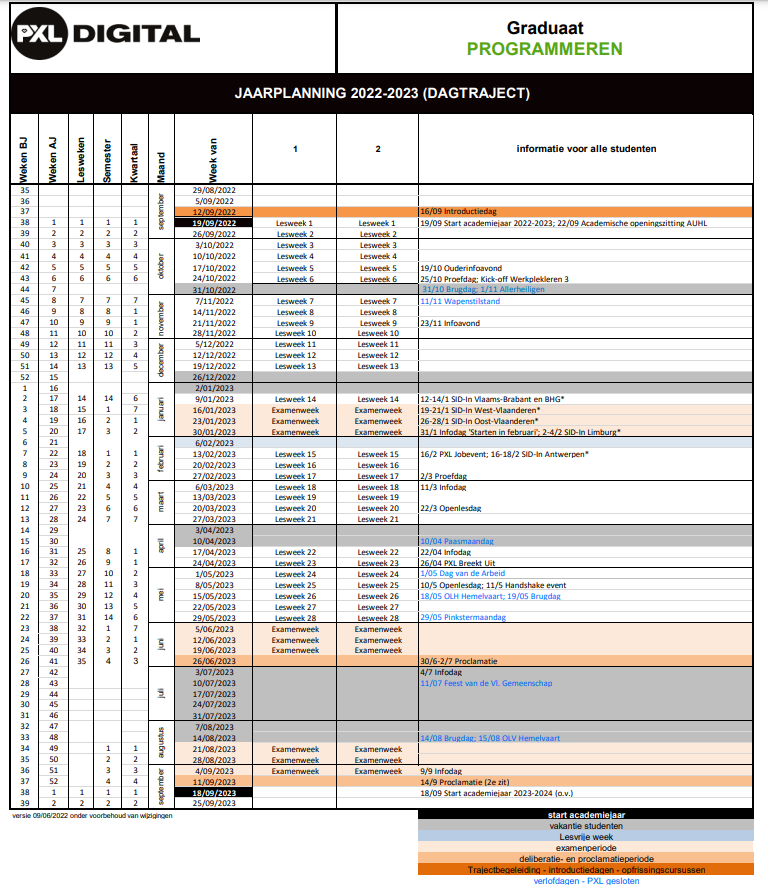 PXL DIGITAL
Graduaat
PROGRAMMEREN
JAARPLANNING 2022-2023 (DAGTRAJECT)
Weken BJ Weken AJ Lesweken Semester Kwartaal Maand Week van 1 2 informatie voor alle studenten
september
35 29/08/2022
36 5/09/2022
37 12/09/2022 16/09 Introductiedag
38 1 1 1 1 19/09/2022 Lesweek 1 Lesweek 1 19/09 Start academiejaar 2022-2023; 22/09 Academische openingszitting AUHL
39 2 2 2 2 26/09/2022 Lesweek 2 Lesweek 2
oktober
40 3 3 3 3 3/10/2022 Lesweek 3 Lesweek 3
41 4 4 4 4 10/10/2022 Lesweek 4 Lesweek 4
42 5 5 5 5 17/10/2022 Lesweek 5 Lesweek 5 19/10 Ouderinfoavond
43 6 6 6 6 24/10/2022 Lesweek 6 Lesweek 6 25/10 Proefdag; Kick-off Werkplekleren 3
44 7 31/10/2022 31/10 Brugdag; 1/11 Allerheiligen
november
45 8 7 7 7 7/11/2022 Lesweek 7 Lesweek 7 11/11 Wapenstilstand
46 9 8 8 1 14/11/2022 Lesweek 8 Lesweek 8
47 10 9 9 1 21/11/2022 Lesweek 9 Lesweek 9 23/11 Infoavond
48 11 10 10 2 28/11/2022 Lesweek 10 Lesweek 10
december
49 12 11 11 3 5/12/2022 Lesweek 11 Lesweek 11
50 13 12 12 4 12/12/2022 Lesweek 12 Lesweek 12
51 14 13 13 5 19/12/2022 Lesweek 13 Lesweek 13
52 15 26/12/2022
januari
1 16 2/01/2023
2 17 14 14 6 9/01/2023 Lesweek 14 Lesweek 14 12-14/1 SID-In Vlaams-Brabant en BHG*
3 18 15 1 7 16/01/2023 Examenweek Examenweek 19-21/1 SID-In West-Vlaanderen*
4 19 16 2 1 23/01/2023 Examenweek Examenweek 26-28/1 SID-In Oost-Vlaanderen*
5 20 17 3 2 30/01/2023 Examenweek Examenweek 31/1 Infodag 'Starten in februari'; 2-4/2 SID-In Limburg*
februari
6 21 6/02/2023
7 22 18 1 1 13/02/2023 Lesweek 15 Lesweek 15 16/2 PXL Jobevent; 16-18/2 SID-In Antwerpen*
8 23 19 2 2 20/02/2023 Lesweek 16 Lesweek 16
9 24 20 3 3 27/02/2023 Lesweek 17 Lesweek 17 2/3 Proefdag
maart
10 25 21 4 4 6/03/2023 Lesweek 18 Lesweek 18 11/3 Infodag
11 26 22 5 5 13/03/2023 Lesweek 19 Lesweek 19
12 27 23 6 6 20/03/2023 Lesweek 20 Lesweek 20 22/3 Openlesdag
13 28 24 7 7 27/03/2023 Lesweek 21 Lesweek 21
april
14 29 3/04/2023
15 30 10/04/2023 10/04 Paasmaandag
16 31 25 8 1 17/04/2023 Lesweek 22 Lesweek 22 22/04 Infodag
17 32 26 9 1 24/04/2023 Lesweek 23 Lesweek 23 26/04 PXL Breekt Uit
mei
18 33 27 10 2 1/05/2023 Lesweek 24 Lesweek 24 1/05 Dag van de Arbeid
19 34 28 11 3 8/05/2023 Lesweek 25 Lesweek 25 10/5 Openlesdag; 11/5 Handshake event
20 35 29 12 4 15/05/2023 Lesweek 26 Lesweek 26 18/05 OLH Hemelvaart; 19/05 Brugdag
21 36 30 13 5 22/05/2023 Lesweek 27 Lesweek 27
22 37 31 14 6 29/05/2023 Lesweek 28 Lesweek 28 29/05 Pinkstermaandag
juni
23 38 32 1 7 5/06/2023 Examenweek Examenweek
24 39 33 2 1 12/06/2023 Examenweek Examenweek
25 40 34 3 2 19/06/2023 Examenweek Examenweek
26 41 35 4 3 26/06/2023 30/6-2/7 Proclamatie
juli
27 42 3/07/2023 4/7 Infodag
28 43 10/07/2023 11/07 Feest van de Vl. Gemeenschap
29 44 17/07/2023
30 45 24/07/2023
31 46 31/07/2023
augustus
32 47 7/08/2023
33 48 14/08/2023 14/08 Brugdag; 15/08 OLV Hemelvaart
34 49 1 1 21/08/2023 Examenweek Examenweek
35 50 2 2 28/08/2023 Examenweek Examenweek
september
36 51 3 3 4/09/2023 Examenweek Examenweek 9/9 Infodag
37 52 4 4 11/09/2023 14/9 Proclamatie (2e zit)
38 1 1 1 1 18/09/2023 18/09 Start academiejaar 2023-2024 (o.v.)
39 2 2 2 2 25/09/2023
versie 09/06/2022 onder voorbehoud van wijzigingen
start academiejaar
vakantie studenten
Lesvrije week
examenperiode
deliberatie- en proclamatieperiode
Trajectbegeleiding - introductiedagen - opfrissingscursussen
verlofdagen - PXL gesloten